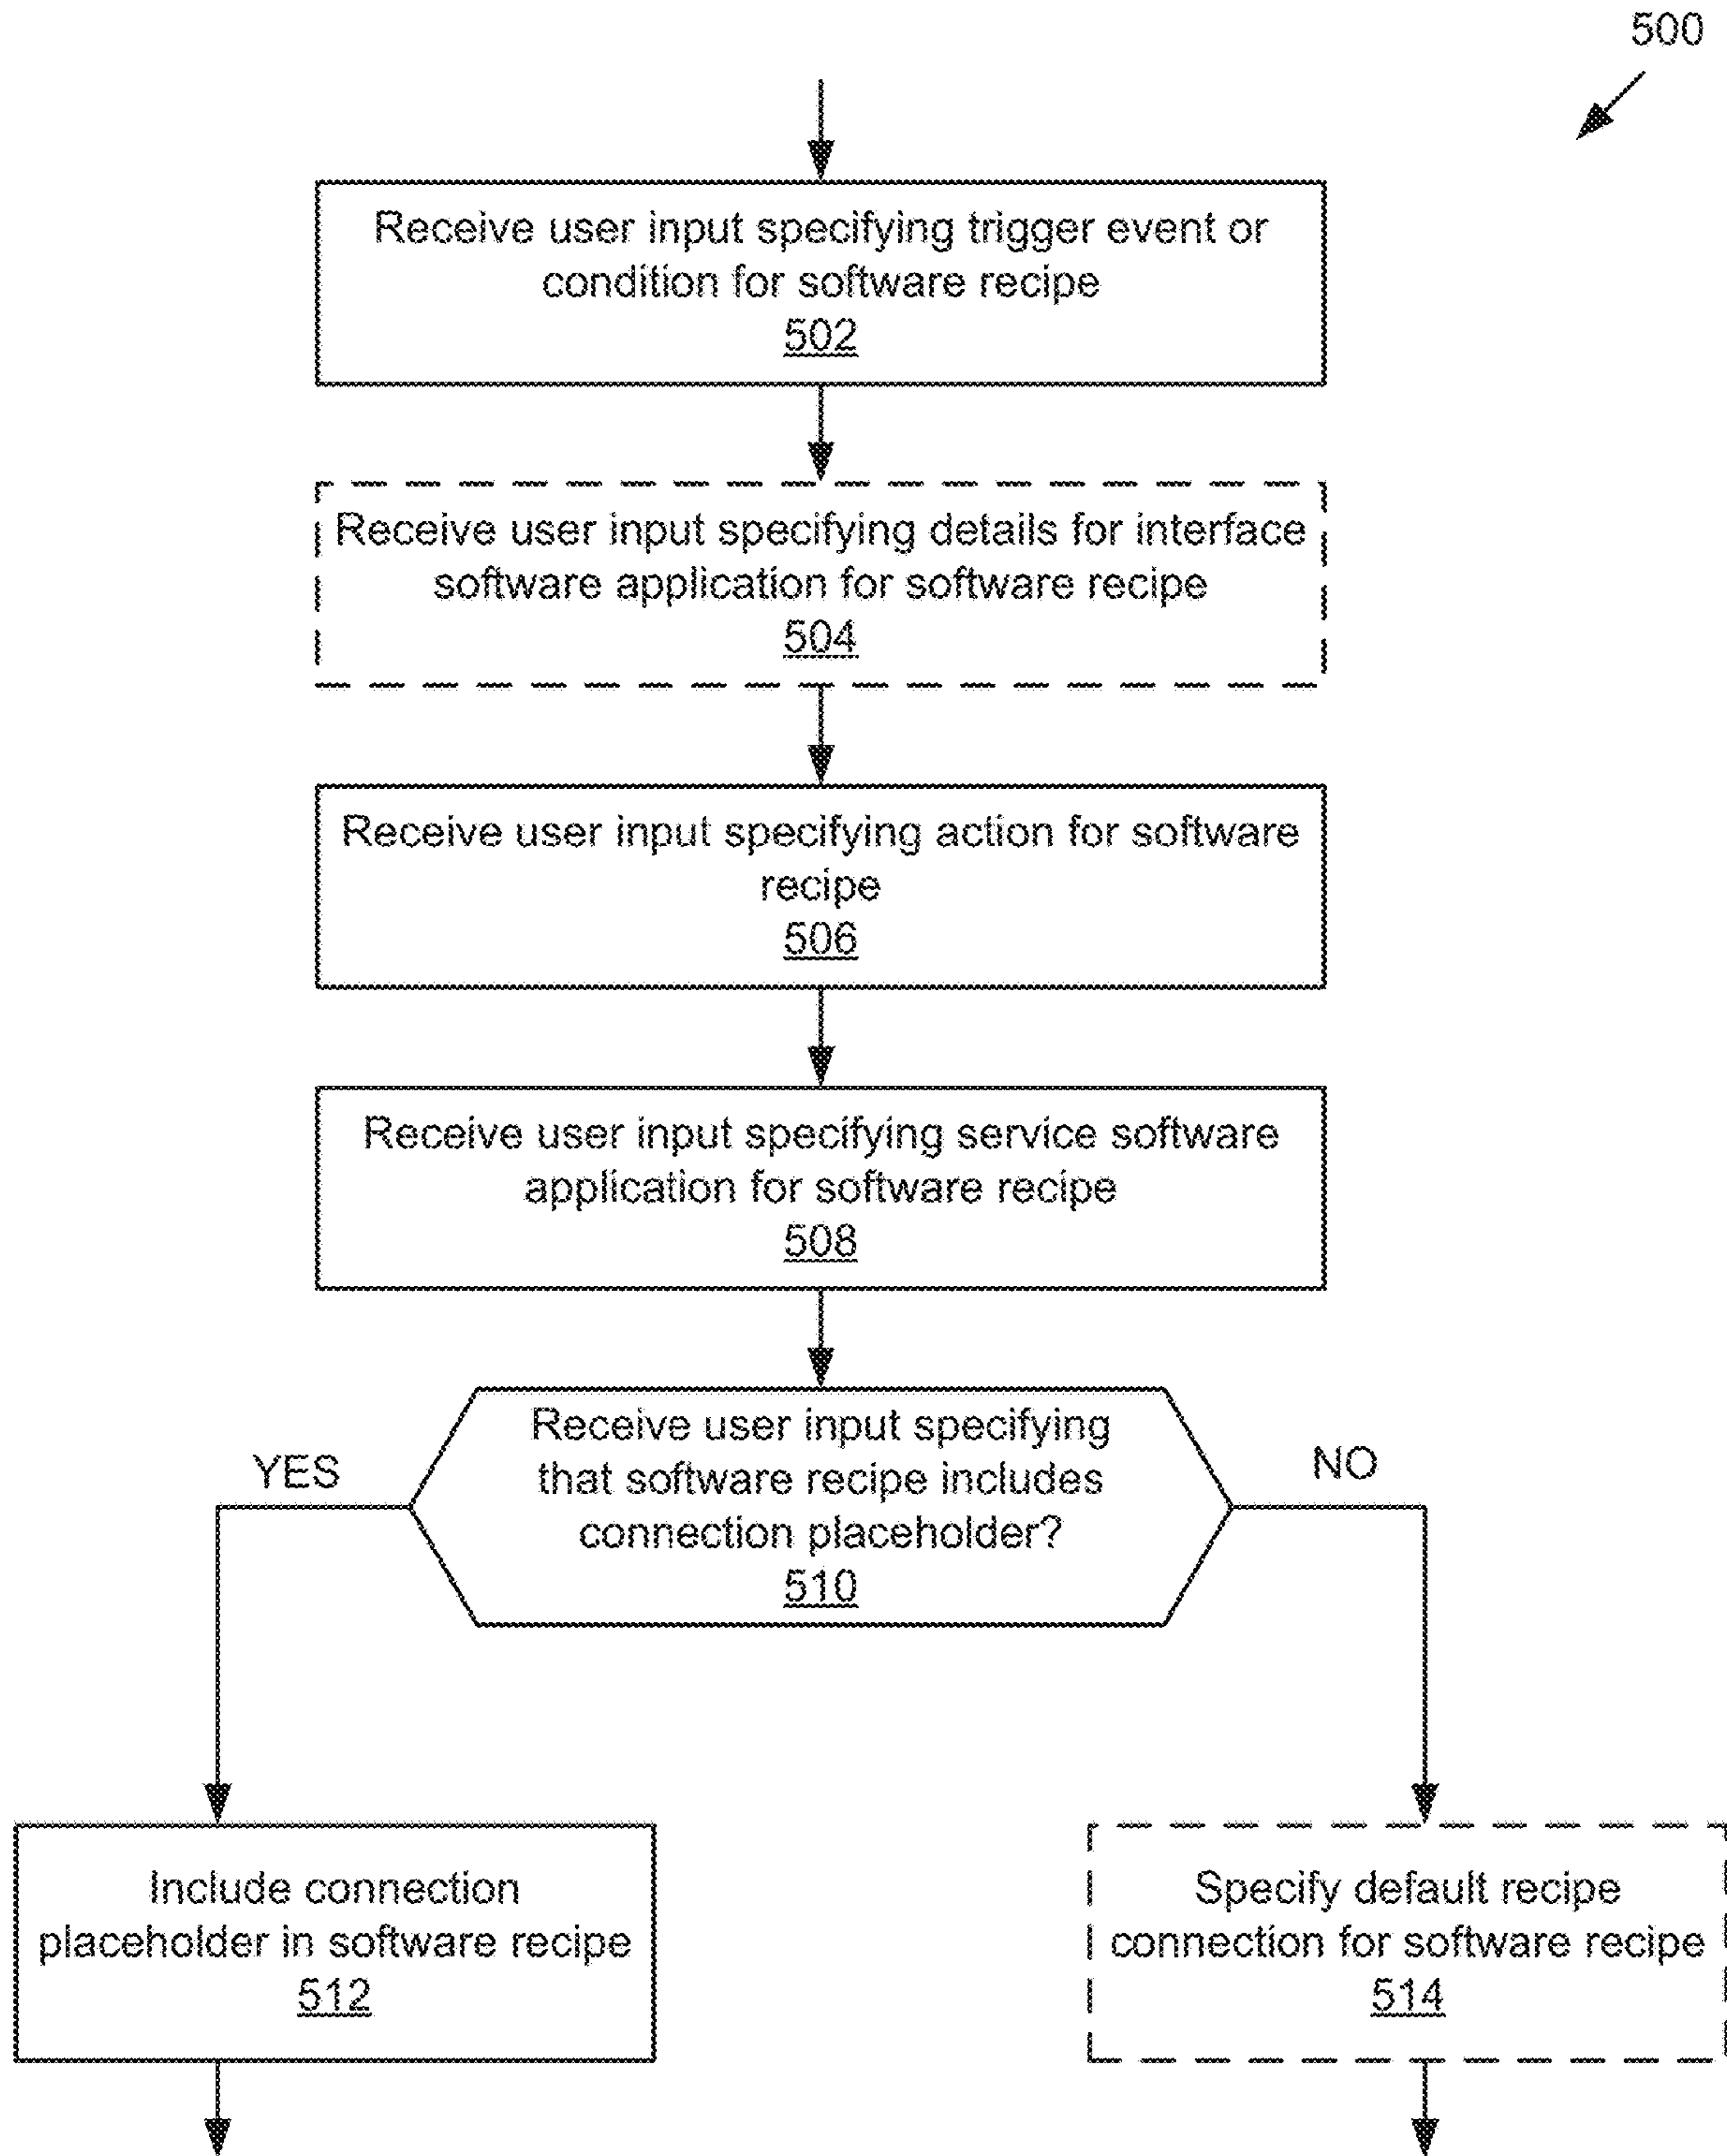 500
Receive user input specifying trigger event or
condition for software recipe
502
Receive user input specifying details for interface
software application for software recipe
504
Receive user input specifying action for software
recipe
506
Receive user input specifying service software
application for software recipe
508
Receive user input specifying
that software recipe includes
connection placeholder?
510
YES
NO
Include connection
placeholder in software recipe
512
Specify default recipe
connection for software recipe
514